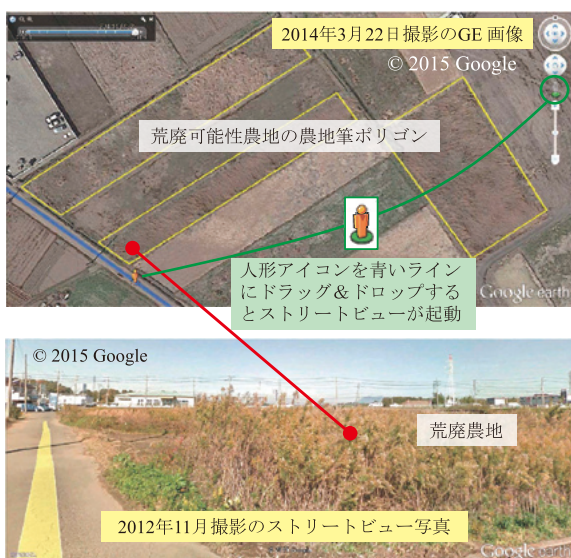 2014年3月22日撮影のGE 画像
© 2015 Google
荒廃可能性農地の農地筆ポリゴン
人形アイコンを青いライン
にドラッグ＆ドロップする
とストリートビューが起動
Google earth
© 2015 Google
荒廃農地
2012年11月撮影のストリートビュー写真
Google earth